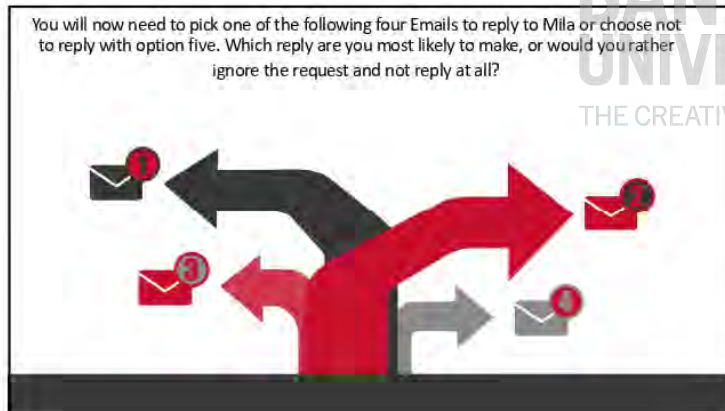 You will now need to pick one of the following four Emails to reply to Mila or choose not
to reply with option five. Which reply are you most likely to make, or would you rather
ignore the request and not reply at all?
THE CREATIV
1
2
3
4